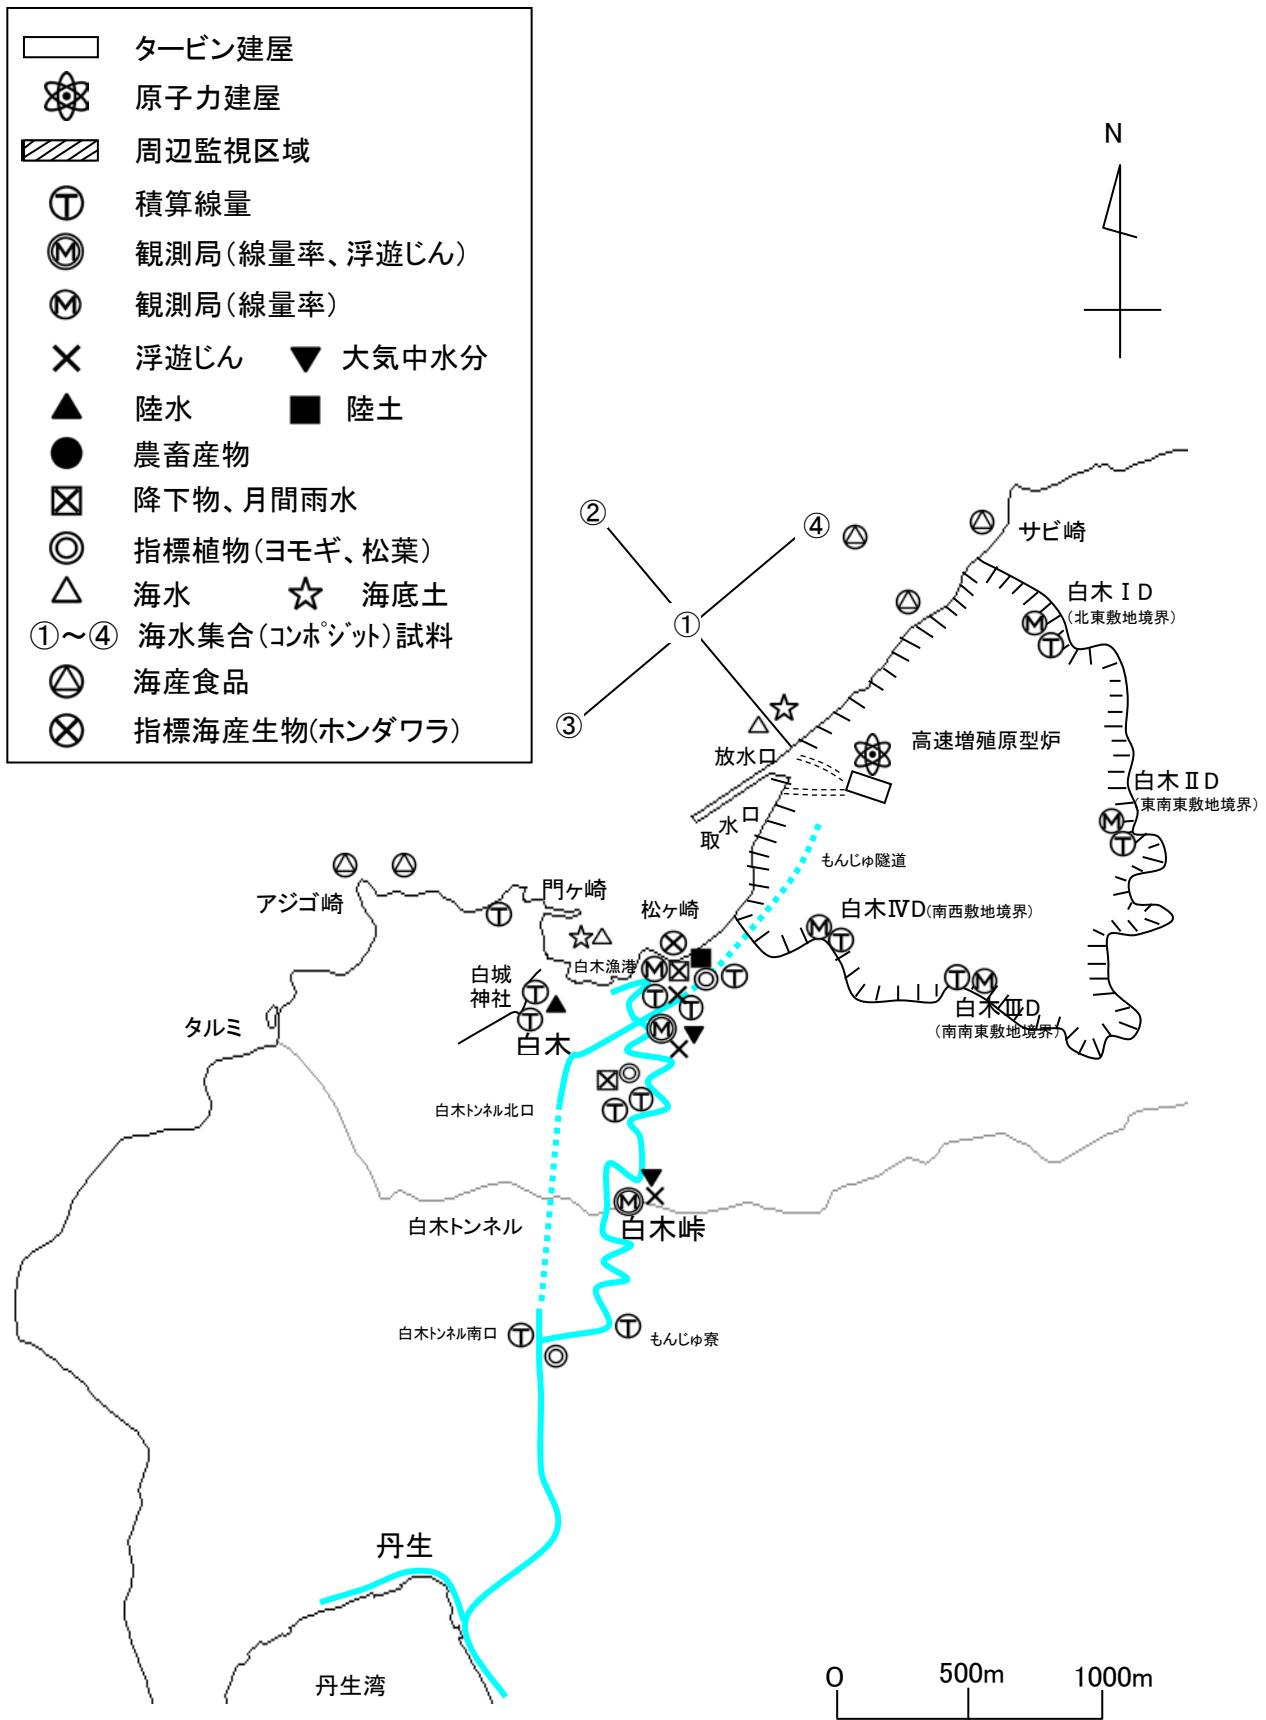 タービン建屋
原子力建屋
周辺監視区域
Ⓣ 積算線量
Ⓜ 観測局(線量率、浮遊じん)
Ⓜ 観測局(線量率)
浮遊じん 大気中水分
陸水 陸土
農畜産物
降下物、月間雨水
指標植物(ヨモギ、松葉)
海水 海底土
①～④ 海水集合(コンポジット)試料
海産食品
指標海産生物(ホンダワラ)
N
②
④
①
③
サビ崎
白木ⅠD
(北東敷地境界)
Ⓜ
Ⓣ
高速増殖原型炉
放水口
取水口
白木ⅡD
(東南東敷地境界)
Ⓜ
Ⓣ
もんじゅ隧道
アジゴ崎
門ヶ崎
Ⓣ
松ヶ崎
白木ⅣD(南西敷地境界)
Ⓜ
Ⓣ
白木漁港
Ⓜ
Ⓣ
Ⓣ
Ⓣ
Ⓜ
白城
神社
Ⓣ
Ⓣ
白木
Ⓣ
Ⓜ
白木ⅢD
(南南東敷地境界)
タルミ
白木トンネル北口
Ⓣ
Ⓣ
Ⓜ
白木トンネル
白木峠
白木トンネル南口
Ⓣ
Ⓣ
もんじゅ寮
丹生
丹生湾
0 500m 1000m